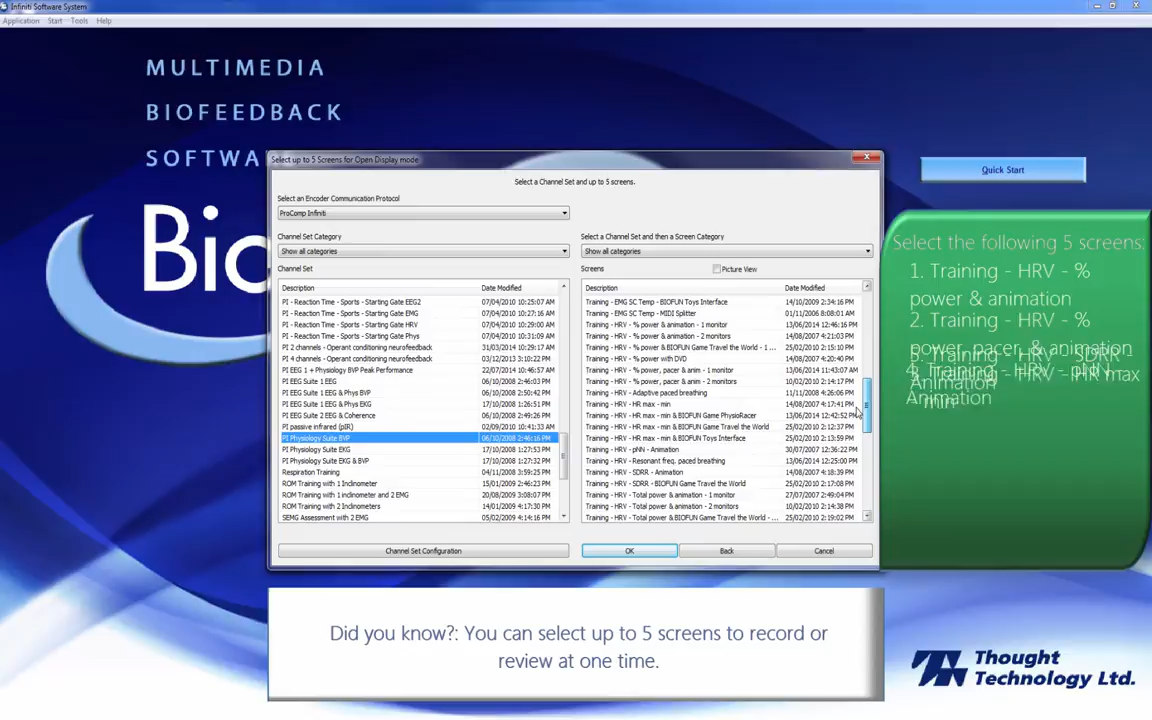 Infiniti Software System
Application Start Tools Help
MULTIMEDIA
BIOFEEDBACK
SOFTWA
Bio
Select up to 5 Screens for Open Display mode
Select a Channel Set and up to 5 screens.
Select an Encoder Communication Protocol
ProComp Infiniti
Channel Set Category
Show all categories
Channel Set
Description Date Modified
PI - Reaction Time - Sports - Starting Gate EEG2 07/04/2010 10:25:07 AM
PI - Reaction Time - Sports - Starting Gate EMG 07/04/2010 10:27:16 AM
PI - Reaction Time - Sports - Starting Gate HRV 07/04/2010 10:29:00 AM
PI - Reaction Time - Sports - Starting Gate Phys 07/04/2010 10:31:09 AM
PI 2 channels - Operant conditioning neurofeedback 31/03/2014 10:29:17 AM
PI 4 channels - Operant conditioning neurofeedback 03/12/2013 3:10:22 PM
PI EEG 1 + Physiology BVP Peak Performance 22/07/2014 10:46:57 AM
PI EEG Suite 1 EEG 06/10/2008 2:46:03 PM
PI EEG Suite 1 EEG & Phys BVP 06/10/2008 2:50:42 PM
PI EEG Suite 1 EEG & Phys EKG 17/10/2008 1:26:51 PM
PI EEG Suite 2 EEG & Coherence 06/10/2008 2:49:26 PM
PI passive infrared (pIR) 02/09/2010 10:41:33 AM
PI Physiology Suite BVP 06/10/2008 2:46:16 PM
PI Physiology Suite EKG 17/10/2008 1:27:53 PM
PI Physiology Suite EKG & BVP 17/10/2008 1:27:32 PM
Respiration Training 04/11/2008 3:59:25 PM
ROM Training with 1 Inclinometer 15/01/2009 2:46:23 PM
ROM Training with 1 Inclinometer and 2 EMG 20/08/2009 3:08:07 PM
ROM Training with 2 Inclinometers 14/01/2009 4:17:30 PM
SEMG Assessment with 2 EMG 05/02/2009 4:14:16 PM
Channel Set Configuration
Select a Channel Set and then a Screen Category
Show all categories
Screens Picture View
Description Date Modified
Training - EMG SC Temp - BIOFUN Toys Interface 14/10/2009 2:34:16 PM
Training - EMG SC Temp - MIDI Splitter 01/11/2006 8:08:01 AM
Training - HRV - % power & animation - 1 monitor 13/06/2014 12:46:16 PM
Training - HRV - % power & animation - 2 monitors 14/08/2007 4:21:03 PM
Training - HRV - % power & BIOFUN Game Travel the World - 1 ... 25/02/2010 2:15:10 PM
Training - HRV - % power with DVD 14/08/2007 4:20:40 PM
Training - HRV - % power, pacer & anim - 1 monitor 13/06/2014 11:43:07 AM
Training - HRV - % power, pacer & anim - 2 monitors 10/02/2010 2:14:17 PM
Training - HRV - Adaptive paced breathing 11/11/2008 4:26:06 PM
Training - HRV - HR max - min 14/08/2007 4:17:41 PM
Training - HRV - HR max - min & BIOFUN Game PhysioRacer 13/06/2014 12:42:52 PM
Training - HRV - HR max - min & BIOFUN Game Travel the World 25/02/2010 2:12:37 PM
Training - HRV - HR max - min & BIOFUN Toys Interface 25/02/2010 2:13:59 PM
Training - HRV - pNN - Animation 30/07/2007 12:36:22 PM
Training - HRV - Resonant freq. paced breathing 13/06/2014 12:23:00 PM
Training - HRV - SDRR - Animation 14/08/2007 4:18:39 PM
Training - HRV - SDRR - BIOFUN Game Travel the World 25/02/2010 2:17:08 PM
Training - HRV - Total power & animation - 1 monitor 27/07/2007 2:49:04 PM
Training - HRV - Total power & animation - 2 monitors 10/02/2010 2:14:38 PM
Training - HRV - Total power & BIOFUN Game Travel the World - ... 25/02/2010 2:19:02 PM
OK Back Cancel
Quick Start
Select the following 5 screens:
1. Training - HRV - %
power & animation
2. Training - HRV - %
power, pacer, & animation
5. Training - HRV - SDRR -
Animation
4. Training - HRV - pNN -
Animation
HR max
min
Did you know?: You can select up to 5 screens to record or
review at one time.
Thought
Technology Ltd.